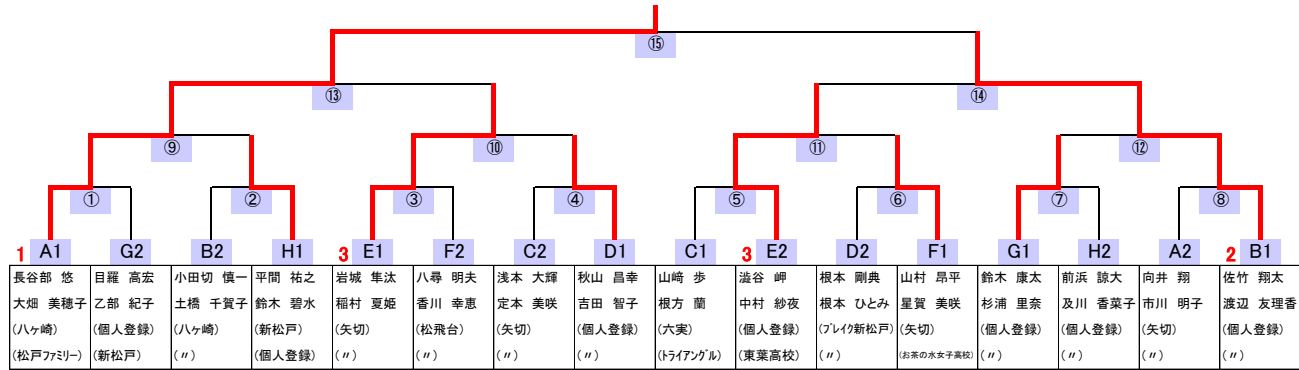 ⑮
⑬ ⑭
⑨ ⑩ ⑪ ⑫
① ② ③ ④ ⑤ ⑥ ⑦ ⑧
1 A1 G2 B2 H1 3 E1 F2 C2 D1 C1 3 E2 D2 F1 G1 H2 A2 2 B1
長谷部 悠 目羅 高宏 小田切 慎一 平間 祐之 岩城 隼汰 八尋 明夫 浅本 大輝 秋山 昌幸 山﨑 歩 澁谷 岬 根本 剛典 山村 昂平 鈴木 康太 前浜 諒大 向井 翔 佐竹 翔太
大畑 美穂子 乙部 紀子 土橋 千賀子 鈴木 碧水 稲村 夏姫 香川 幸恵 定本 美咲 吉田 智子 根方 蘭 中村 紗夜 根本 ひとみ 星賀 美咲 杉浦 里奈 及川 香菜子 市川 明子 渡辺 友理香
(八ヶ崎) (個人登録) (八ヶ崎) (新松戸) (矢切) (松飛台) (矢切) (個人登録) (六実) (個人登録) (ブレイク新松戸) (矢切) (個人登録) (個人登録) (矢切) (個人登録)
(松戸ファミリー) (新松戸) (〃) (個人登録) (〃) (〃) (〃) (〃) (トライアングル) (東葉高校) (〃) (お茶の水女子高校) (〃) (〃) (〃) (〃)